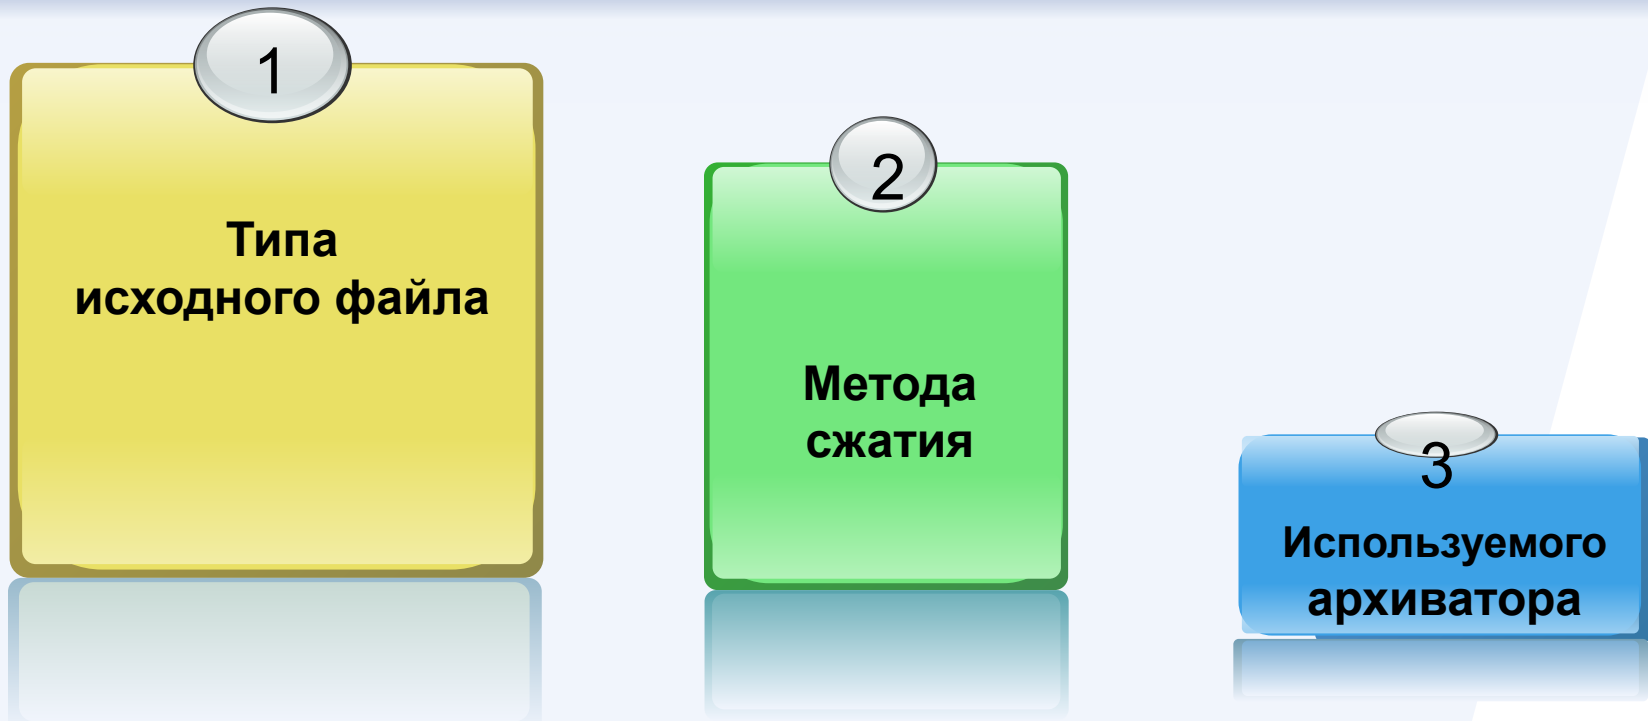 1
Типа
исходного файла
2
Метода
сжатия
3
Используемого
архиватора